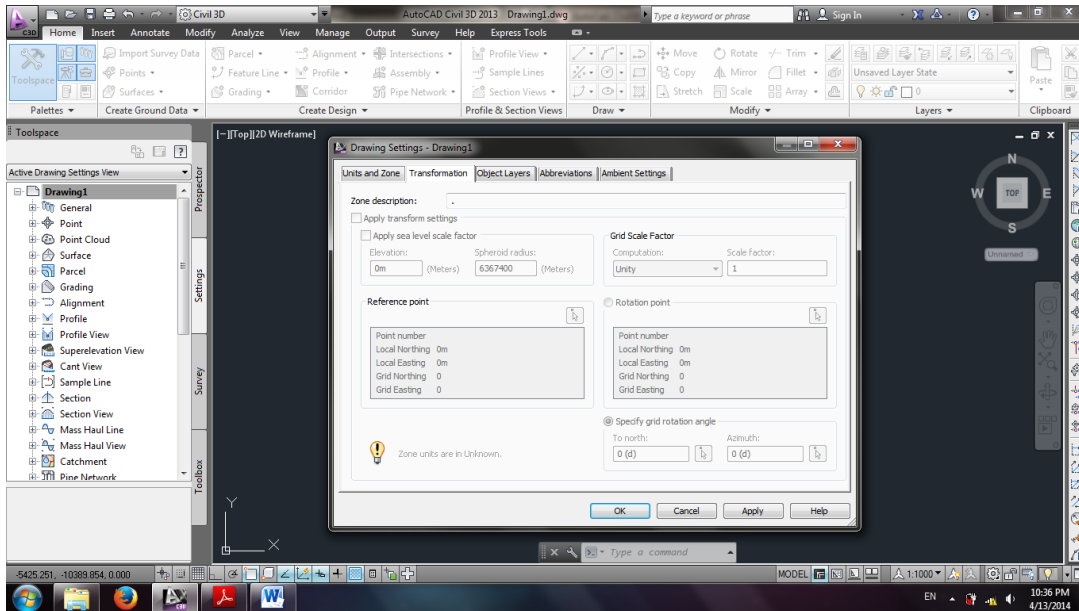 Civil 3D
AutoCAD Civil 3D 2013 Drawing1.dwg
Type a keyword or phrase
Sign In
C3D
Home Insert Annotate Modify Analyze View Manage Output Survey Help Express Tools
Toolspace
Import Survey Data
Points
Surfaces
Parcel
Feature Line
Grading
Alignment
Profile
Corridor
Intersections
Assembly
Pipe Network
Profile View
Sample Lines
Section Views
Move
Copy
Stretch
Rotate
Mirror
Scale
Trim
Fillet
Array
Unsaved Layer State
0
Paste
Palettes Create Ground Data Create Design Profile & Section Views Draw Modify Layers Clipboard
Toolspace
Active Drawing Settings View
Drawing1
General
Point
Point Cloud
Surface
Parcel
Grading
Alignment
Profile
Profile View
Superelevation View
Cant View
Sample Line
Section
Section View
Mass Haul Line
Mass Haul View
Catchment
Pipe Network
Prospector
Settings
Survey
Toolbox
[−][Top][2D Wireframe]
N
W TOP E
S
Unnamed
Drawing Settings - Drawing1
Units and Zone Transformation Object Layers Abbreviations Ambient Settings
Zone description: .
Apply transform settings
Apply sea level scale factor
Elevation: Spheroid radius:
0m (Meters) 6367400 (Meters)
Grid Scale Factor
Computation: Scale factor:
Unity 1
Reference point
Point number
Local Northing 0m
Local Easting 0m
Grid Northing 0
Grid Easting 0
Rotation point
Point number
Local Northing 0m
Local Easting 0m
Grid Northing 0
Grid Easting 0
Zone units are in Unknown.
Specify grid rotation angle
To north: Azimuth:
0 (d) 0 (d)
OK Cancel Apply Help
Y
X
Type a command
-5425.251, -10389.854, 0.000
MODEL
1:1000
EN
10:36 PM
4/13/2014